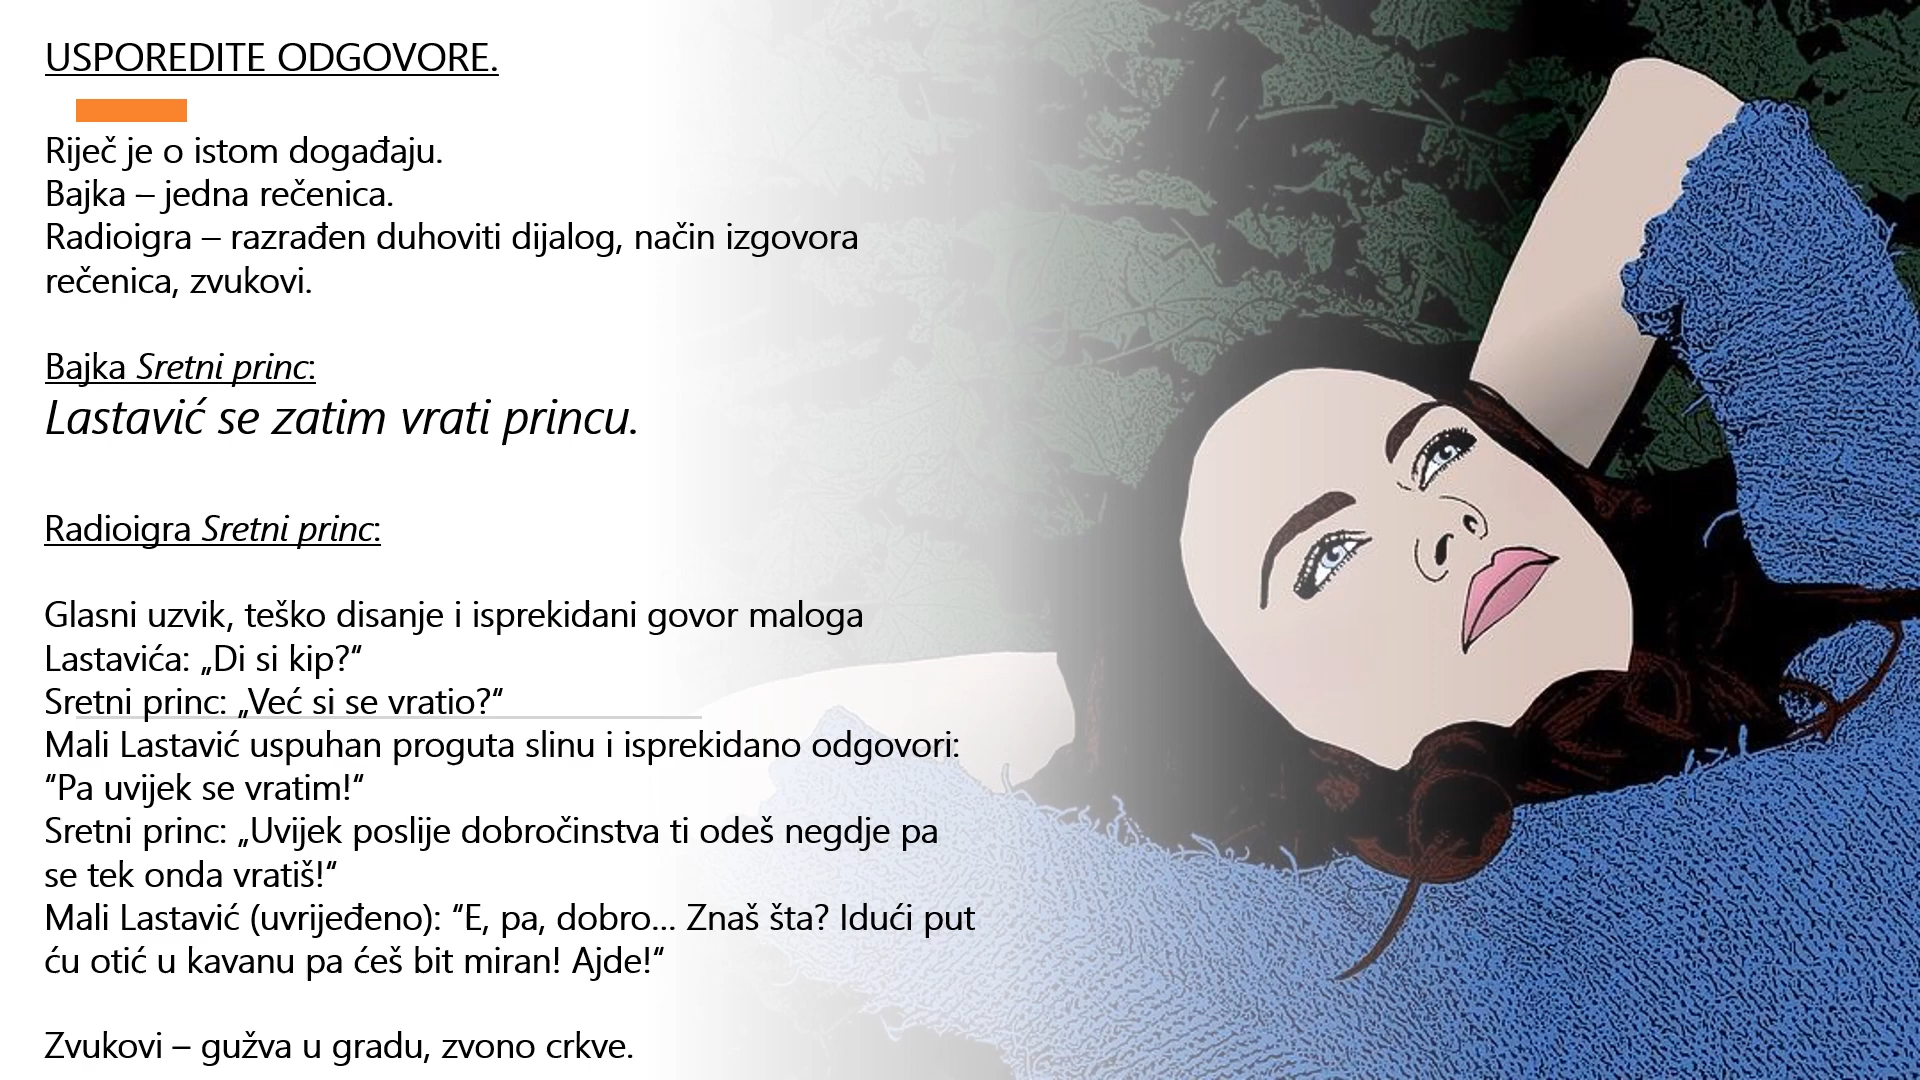 USPOREDITE ODGOVORE.
Riječ je o istom događaju.
Bajka – jedna rečenica.
Radioigra – razrađen duhoviti dijalog, način izgovora
rečenica, zvukovi.
Bajka Sretni princ:
Lastavić se zatim vrati princu.
Radioigra Sretni princ:
Glasni uzvik, teško disanje i isprekidani govor maloga
Lastavića: „Di si kip?“
Sretni princ: „Već si se vratio?“
Mali Lastavić uspuhan proguta slinu i isprekidano odgovori:
“Pa uvijek se vratim!“
Sretni princ: „Uvijek poslije dobročinstva ti odeš negdje pa
se tek onda vratiš!“
Mali Lastavić (uvrijeđeno): “E, pa, dobro... Znaš šta? Idući put
ću otić u kavanu pa ćeš bit miran! Ajde!“
Zvukovi – gužva u gradu, zvono crkve.